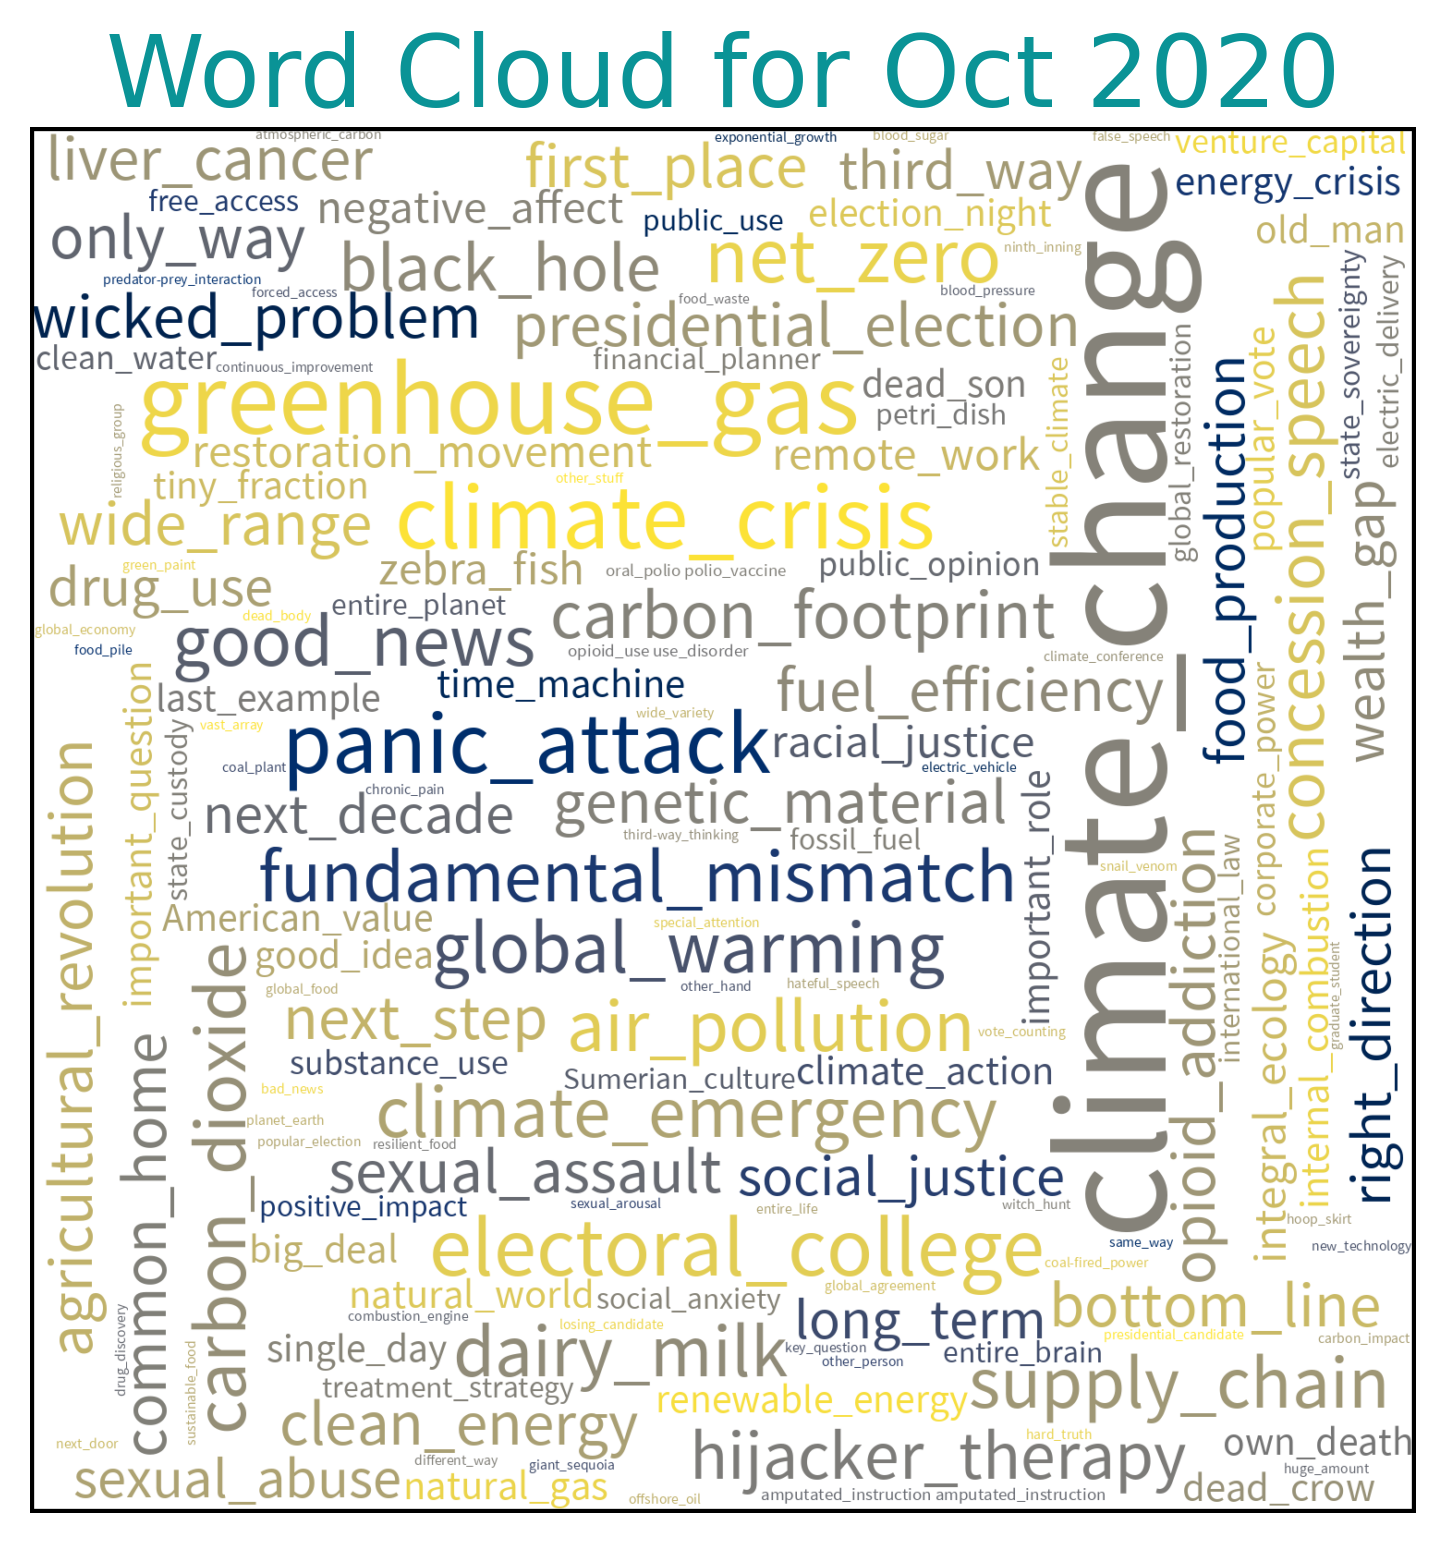 Word Cloud for Oct 2020
atmospheric_carbon
exponential_growth
blood_sugar
false_speech
venture_capital
liver_cancer
first_place
third_way
energy_crisis
free_access
negative_affect
public_use
election_night
old_man
only_way
black_hole
net_zero
ninth_inning
predator-prey_interaction
forced_access
food_waste
blood_pressure
wicked_problem
presidential_election
clean_water
continuous_improvement
financial_planner
greenhouse_gas
dead_son
petri_dish
religious_group
restoration_movement
remote_work
stable_climate
climate_change
global_restoration
food_production
popular_vote
concession_speech
state_sovereignty
electric_delivery
tiny_fraction
other_stuff
wide_range
climate_crisis
wealth_gap
green_paint
zebra_fish
oral_polio polio_vaccine
public_opinion
drug_use
dead_body
entire_planet
carbon_footprint
global_economy
good_news
food_pile
opioid_use use_disorder
climate_conference
important_question
last_example
time_machine
fuel_efficiency
corporate_power
vast_array
wide_variety
state_custody
panic_attack
racial_justice
coal_plant
electric_vehicle
agricultural_revolution
chronic_pain
next_decade
genetic_material
important_role
third-way_thinking
fossil_fuel
fundamental_mismatch
snail_venom
opioid_addiction
international_law
internal_combustion
right_direction
American_value
special_attention
good_idea
global_warming
carbon_dioxide
integral_ecology
graduate_student
global_food
other_hand
hateful_speech
next_step
air_pollution
vote_counting
common_home
substance_use
Sumerian_culture
climate_action
bad_news
climate_emergency
planet_earth
popular_election
resilient_food
sexual_assault
social_justice
positive_impact
sexual_arousal
entire_life
witch_hunt
hoop_skirt
big_deal
electoral_college
same_way
new_technology
coal-fired_power
natural_world
social_anxiety
global_agreement
long_term
bottom_line
drug_discovery
combustion_engine
losing_candidate
presidential_candidate
carbon_impact
sustainable_food
single_day
dairy_milk
key_question
other_person
entire_brain
treatment_strategy
renewable_energy
supply_chain
clean_energy
next_door
hijacker_therapy
hard_truth
own_death
different_way
giant_sequoia
huge_amount
sexual_abuse
natural_gas
offshore_oil
amputated_instruction amputated_instruction
dead_crow